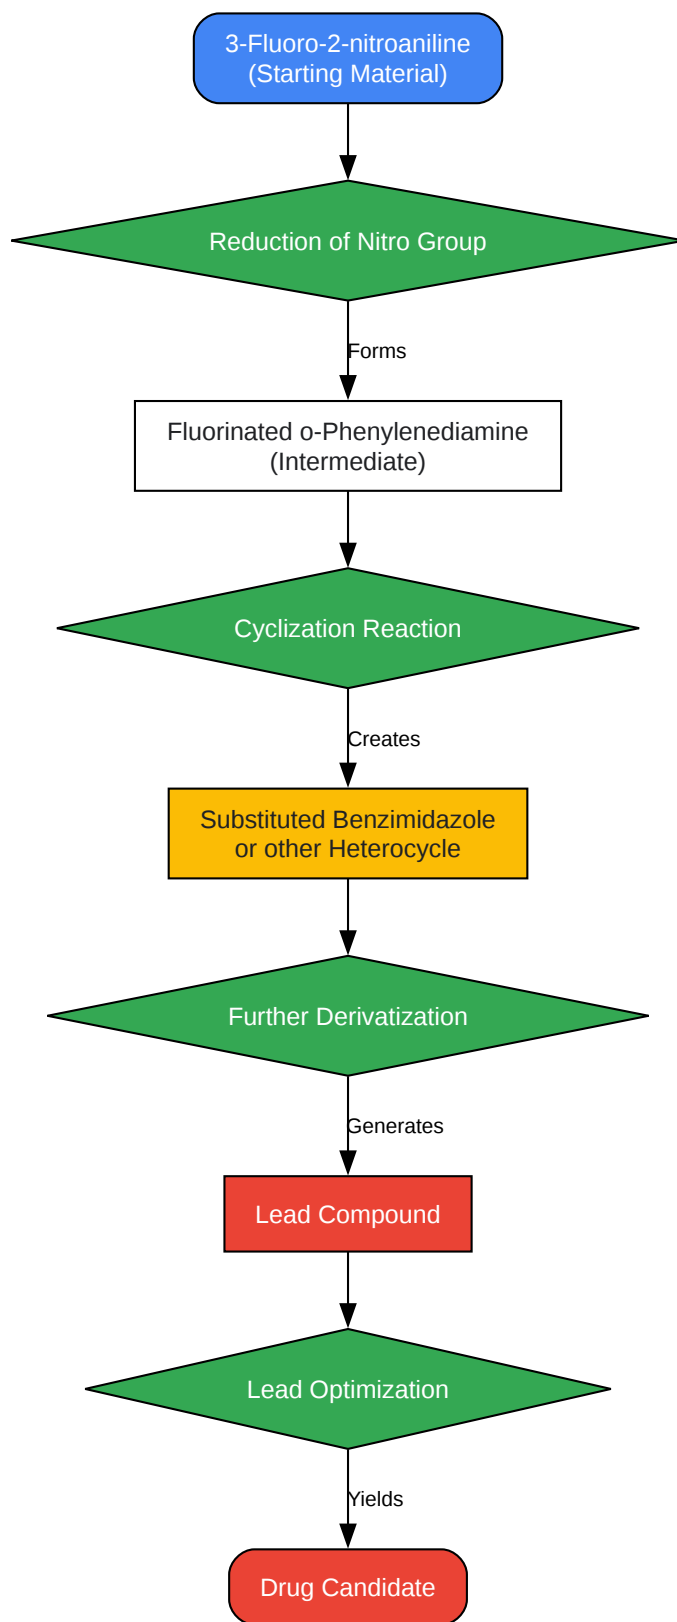 3-Fluoro-2-nitroaniline
(Starting Material)
Reduction of Nitro Group
Forms
Fluorinated o-Phenylenediamine
(Intermediate)
Cyclization Reaction
Creates
Substituted Benzimidazole
or other Heterocycle
Further Derivatization
Generates
Lead Compound
Lead Optimization
Yields
Drug Candidate